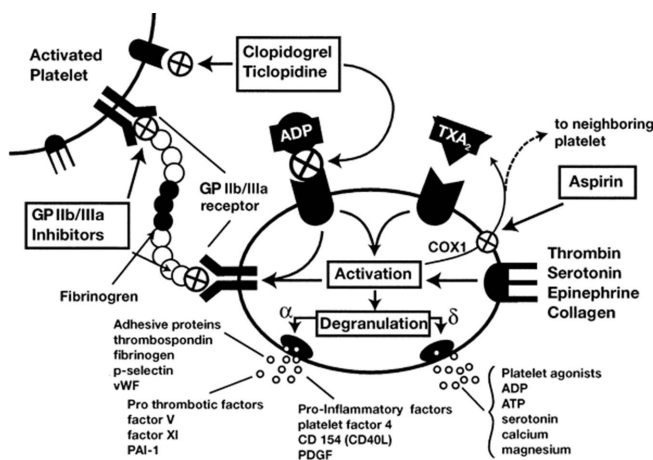 Activated
Platelet
Clopidogrel
Ticlopidine
ADP
TXA2
to neighboring
platelet
Aspirin
GP IIb/IIIa
receptor
GP IIb/IIIa
Inhibitors
COX1
Thrombin
Serotonin
Epinephrine
Collagen
Activation
Fibrinogren
α
Degranulation
δ
Adhesive proteins
thrombospondin
fibrinogen
p-selectin
vWF
Pro thrombotic factors
factor V
factor XI
PAI-1
Pro-Inflammatory factors
platelet factor 4
CD 154 (CD40L)
PDGF
Platelet agonists
ADP
ATP
serotonin
calcium
magnesium